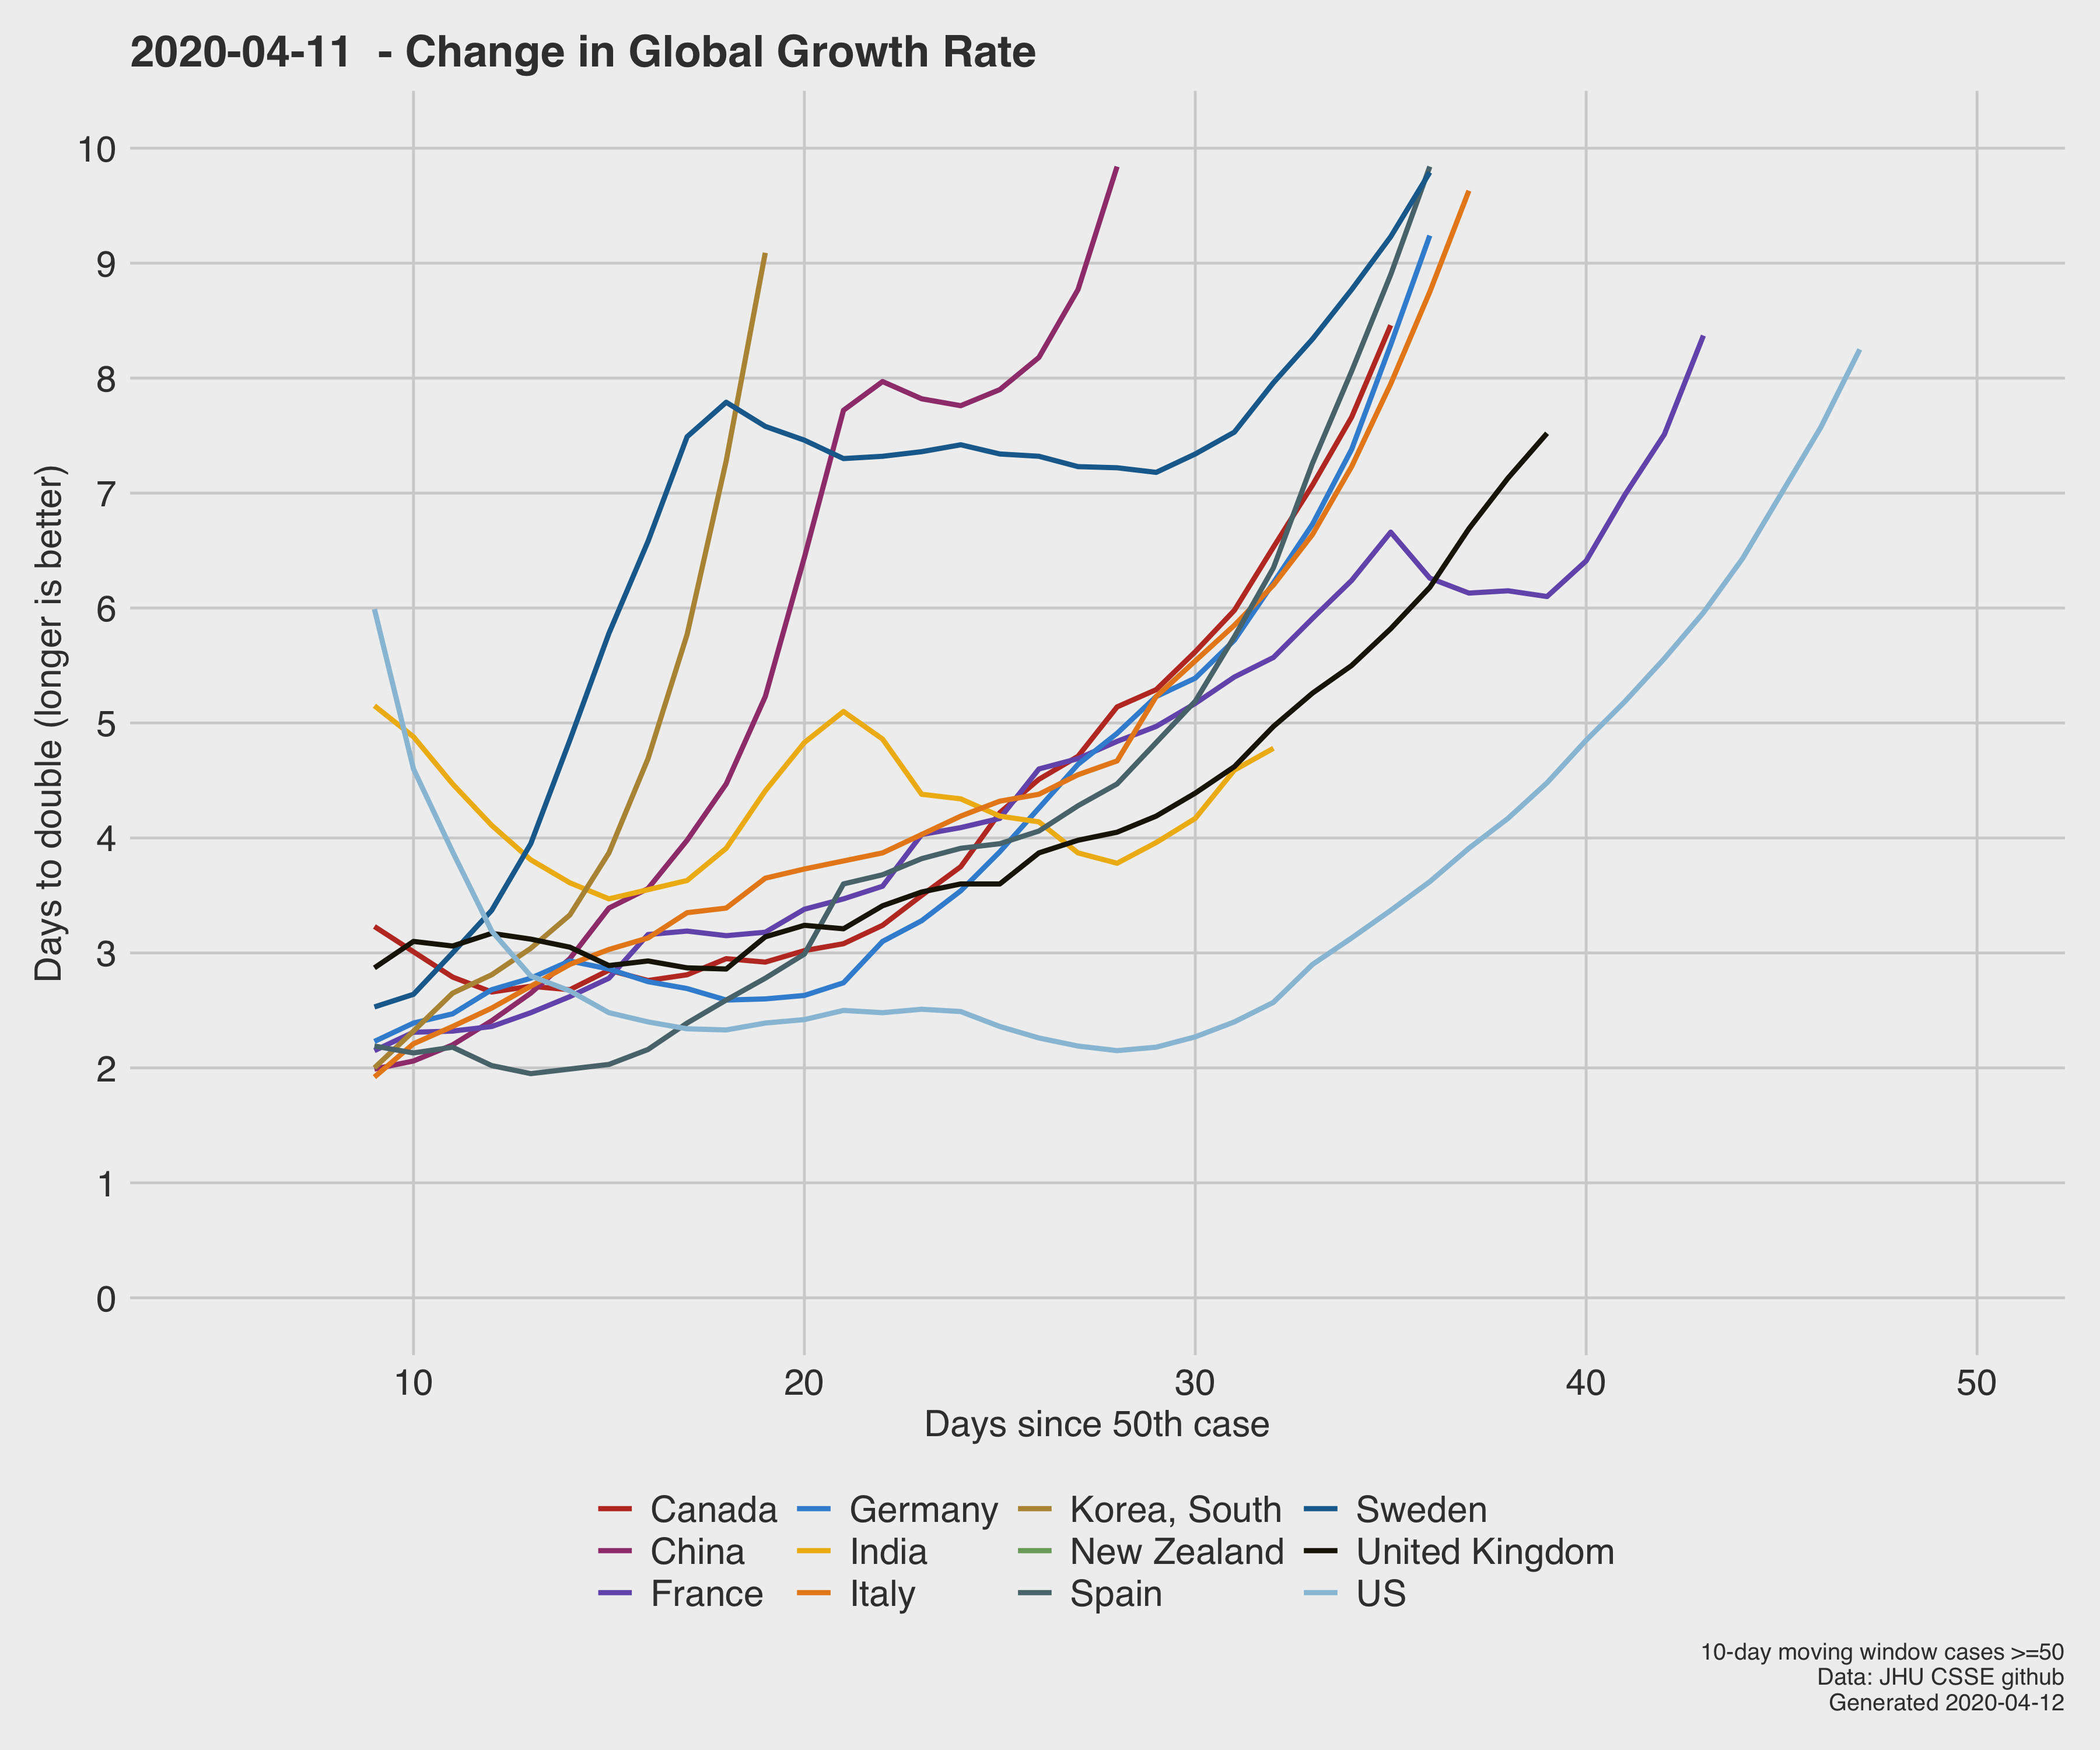 2020-04-11  - Change in Global Growth Rate
Days to double (longer is better)
10
9
8
7
6
5
4
3
2
1
0
10 20 30 40 50
Days since 50th case
Canada Germany Korea, South Sweden
China India New Zealand United Kingdom
France Italy Spain US
10-day moving window cases >=50
Data: JHU CSSE github
Generated 2020-04-12